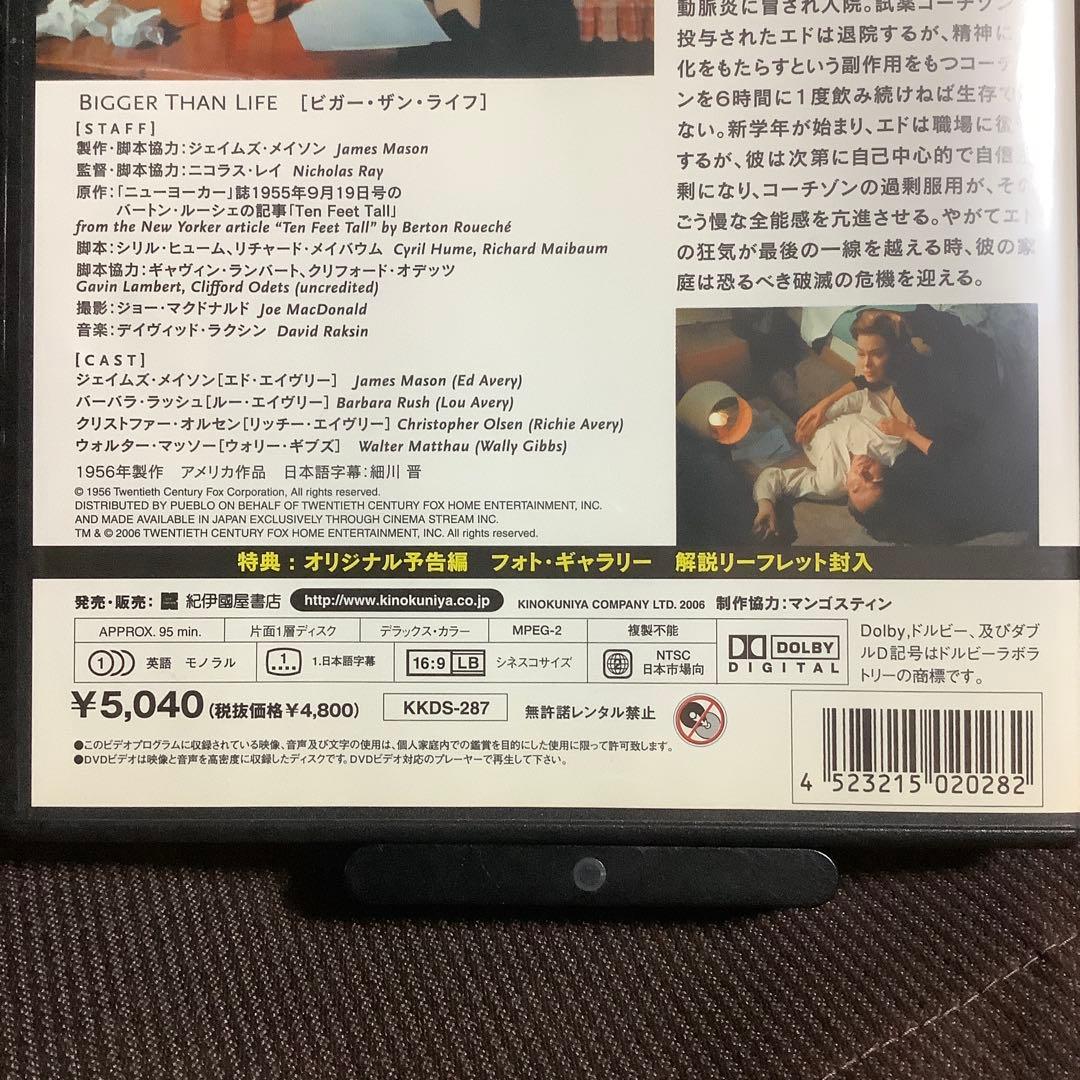 動脈炎に冒され入院。試薬コーチゾン
投与されたエドは退院するが、精神に
化をもたらすという副作用をもつコーチ
ンを6時間に1度飲み続けねば生存で
ない。新学年が始まり、エドは職場に復
するが、彼は次第に自己中心的で自信
剰になり、コーチゾンの過剰服用が、その
ごう慢な全能感を亢進させる。やがてエド
の狂気が最後の一線を越える時、彼の家
庭は恐るべき破滅の危機を迎える。
BIGGER THAN LIFE [ビガー・ザン・ライフ]
[STAFF]
製作・脚本協力:ジェイムズ・メイソン James Mason
監督・脚本協力:ニコラス・レイ Nicholas Ray
原作:「ニューヨーカー」誌1955年9月19日号の
バートン・ルーシェの記事「Ten Feet Tall」
from the New Yorker article “Ten Feet Tall” by Berton Roueché
脚本:シリル・ヒューム、リチャード・メイバウム Cyril Hume, Richard Maibaum
脚本協力:ギャヴィン・ランバート、クリフォード・オデッツ
Gavin Lambert, Clifford Odets (uncredited)
撮影:ジョー・マクドナルド Joe MacDonald
音楽:デイヴィッド・ラクシン David Raksin
[CAST]
ジェイムズ・メイソン[エド・エイヴリー] James Mason (Ed Avery)
バーバラ・ラッシュ[ルー・エイヴリー] Barbara Rush (Lou Avery)
クリストファー・オルセン[リッチー・エイヴリー] Christopher Olsen (Richie Avery)
ウォルター・マッソー[ウォリー・ギブズ] Walter Matthau (Wally Gibbs)
1956年製作 アメリカ作品 日本語字幕:細川 晋
© 1956 Twentieth Century Fox Corporation, All rights reserved.
DISTRIBUTED BY PUEBLO ON BEHALF OF TWENTIETH CENTURY FOX HOME ENTERTAINMENT, INC.
AND MADE AVAILABLE IN JAPAN EXCLUSIVELY THROUGH CINEMA STREAM INC.
TM & © 2006 TWENTIETH CENTURY FOX HOME ENTERTAINMENT, INC. All rights reserved.
特典:オリジナル予告編 フォト・ギャラリー 解説リーフレット封入
発売・販売: 紀伊國屋書店 http://www.kinokuniya.co.jp KINOKUNIYA COMPANY LTD. 2006 制作協力:マンゴスティン
APPROX. 95 min. 片面1層ディスク デラックス・カラー MPEG-2 複製不能
1 英語 モノラル 1 1.日本語字幕 16:9 LB シネスコサイズ 2 NTSC 日本市場向
DOLBY DIGITAL
Dolby,ドルビー、及びダブ
ルD記号はドルビーラボラ
トリーの商標です。
¥5,040 (税抜価格¥4,800) KKDS-287 無許諾レンタル禁止
●このビデオプログラムに収録されている映像、音声及び文字の使用は、個人家庭内での鑑賞を目的にした使用に限って許可致します。
●DVDビデオは映像と音声を高密度に収録したディスクです。DVDビデオ対応のプレーヤーで再生して下さい。
4 523215 020282